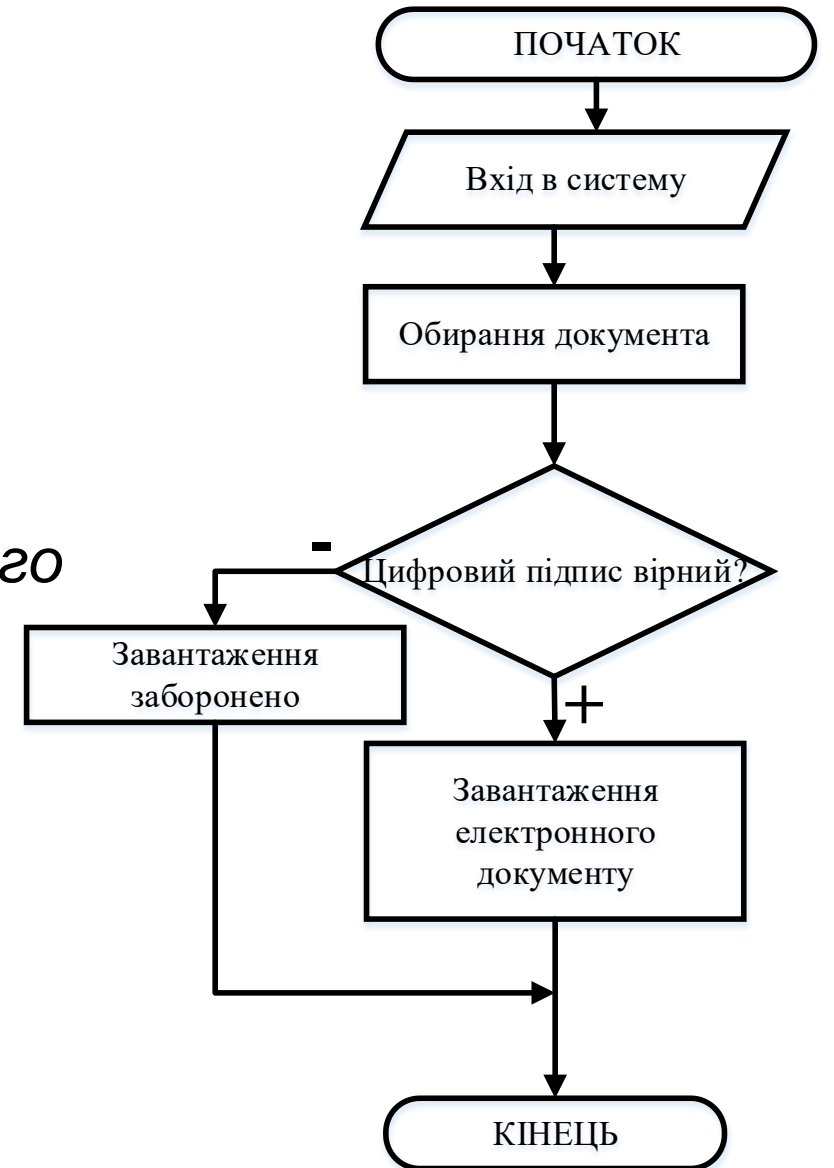 ПОЧАТОК
Вхід в систему
Обирання документа
Цифровий підпис вірний?
-
го
Завантаження
заборонено
+
Завантаження
електронного
документу
КІНЕЦЬ